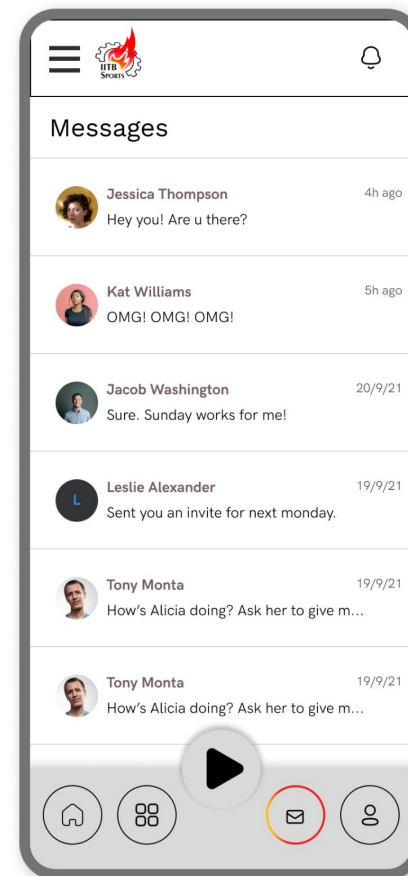 IITB
SPORTS
Messages
Jessica Thompson
4h ago
Hey you! Are u there?
Kat Williams
5h ago
OMG! OMG! OMG!
Jacob Washington
20/9/21
Sure. Sunday works for me!
L
Leslie Alexander
19/9/21
Sent you an invite for next monday.
Tony Monta
19/9/21
How’s Alicia doing? Ask her to give m...
Tony Monta
19/9/21
How’s Alicia doing? Ask her to give m...